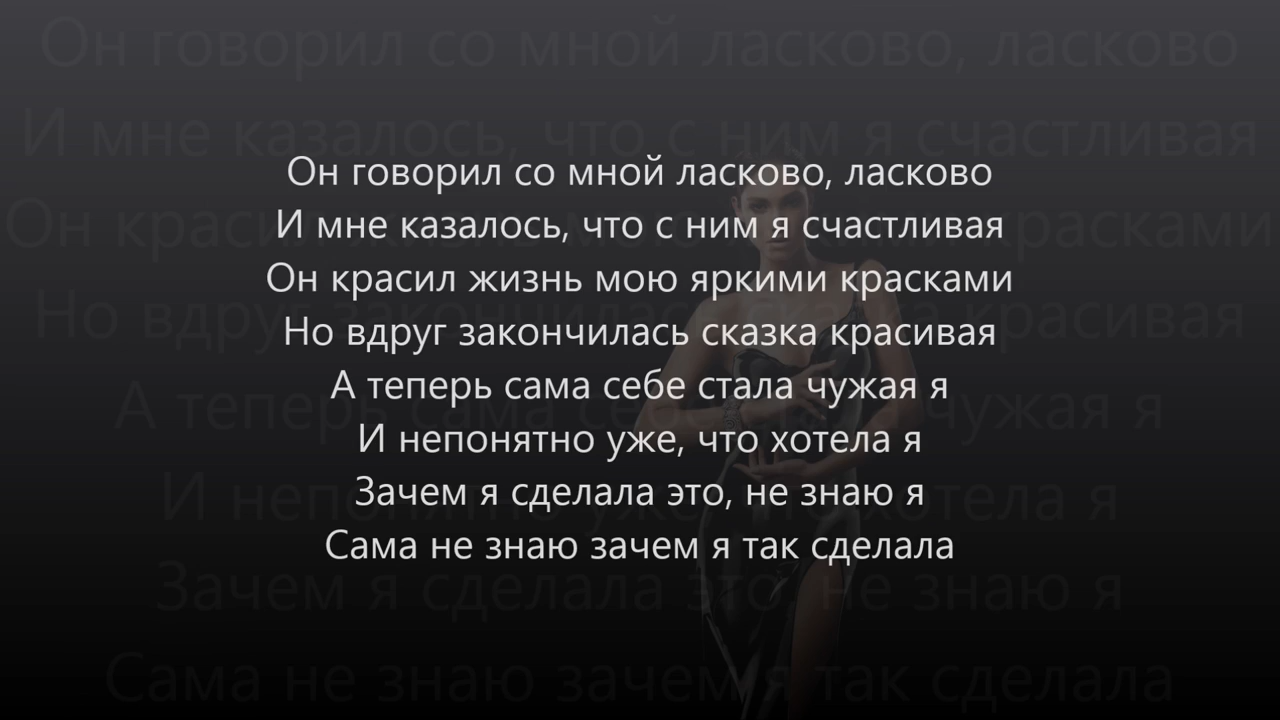 Он говорил со мной ласково, ласково
И мне казалось, что с ним я счастливая
Он красил жизнь мою яркими красками
Но вдруг закончилась сказка красивая
А теперь сама себе стала чужая я
И непонятно уже, что хотела я
Зачем я сделала это, не знаю я
Сама не знаю зачем я так сделала